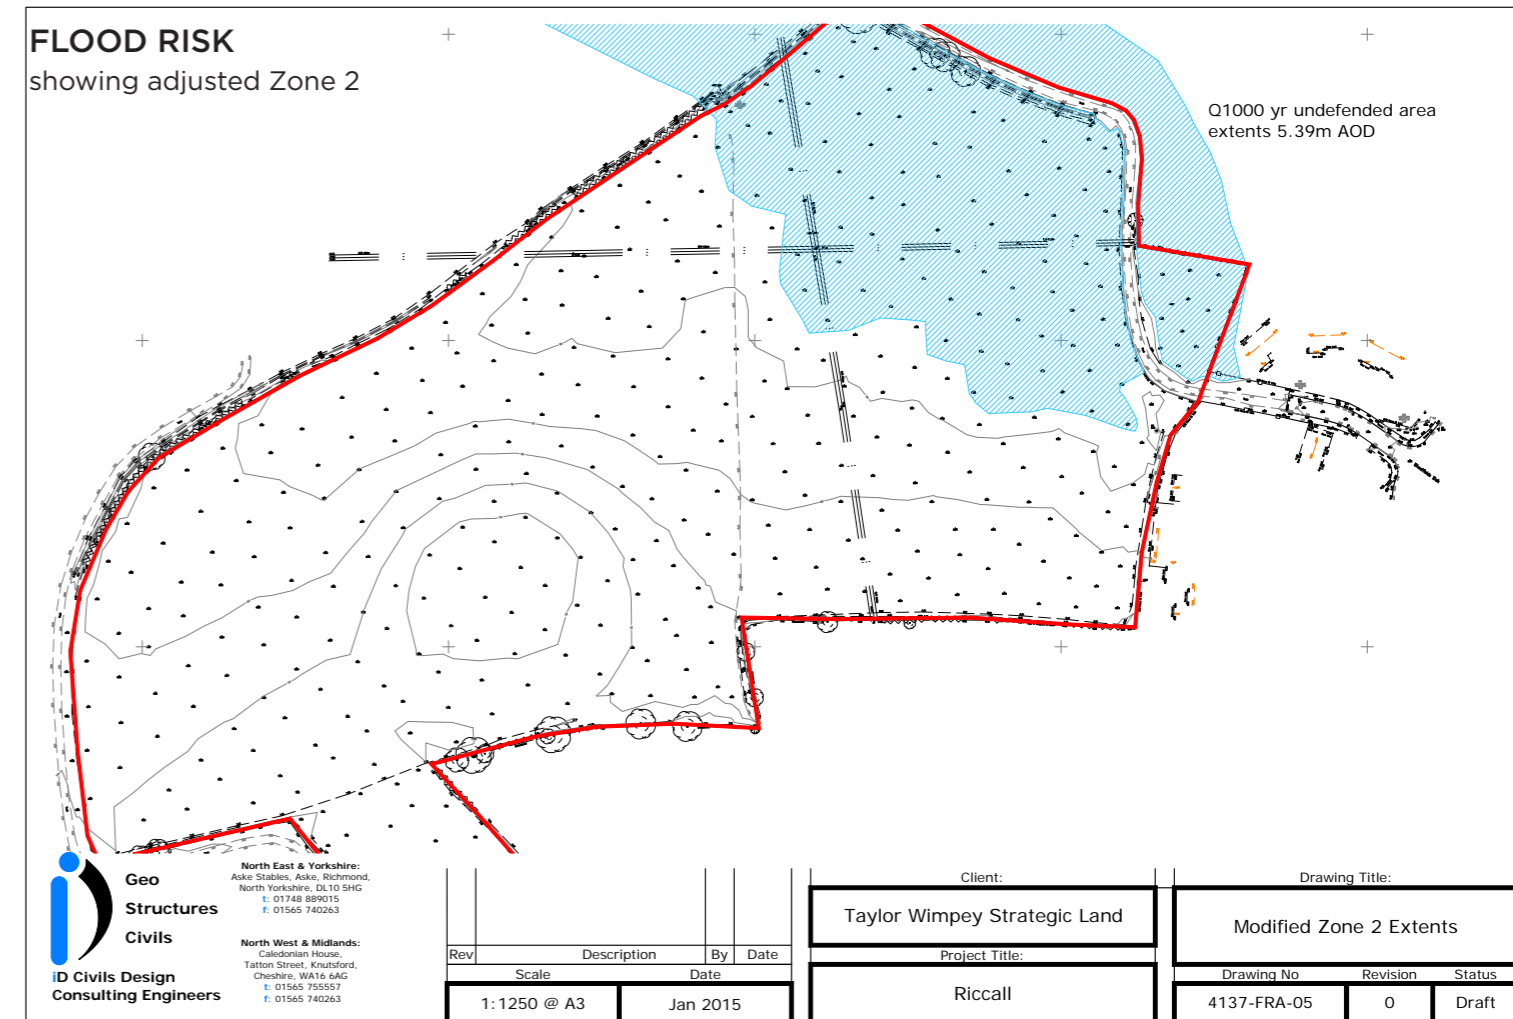 FLOOD RISK
showing adjusted Zone 2
Q1000 yr undefended area
extents 5.39m AOD
Geo
Structures
Civils
iD Civils Design
Consulting Engineers
North East & Yorkshire:
Aske Stables, Aske, Richmond,
North Yorkshire, DL10 5HG
t: 01748 889015
f: 01565 740263
North West & Midlands:
Caledonian House,
Tatton Street, Knutsford,
Cheshire, WA16 6AG
t: 01565 755557
f: 01565 740263
Rev Description By Date
Scale Date
1:1250 @ A3 Jan 2015
Client:
Taylor Wimpey Strategic Land
Project Title:
Riccall
Drawing Title:
Modified Zone 2 Extents
Drawing No Revision Status
4137-FRA-05 0 Draft